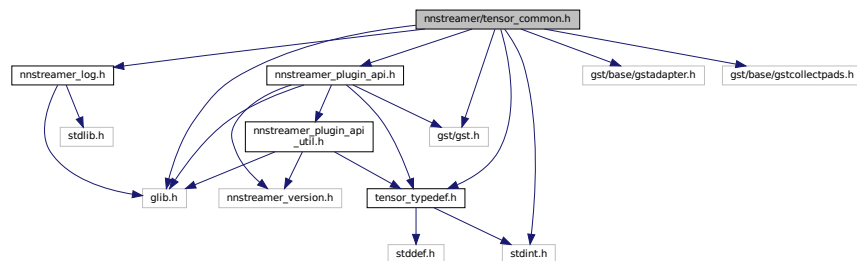 nnstreamer/tensor_common.h
nnstreamer_log.h
nnstreamer_plugin_api.h
gst/base/gstadapter.h
gst/base/gstcollectpads.h
stdlib.h
nnstreamer_plugin_api
_util.h
gst/gst.h
glib.h
nnstreamer_version.h
tensor_typedef.h
stddef.h
stdint.h